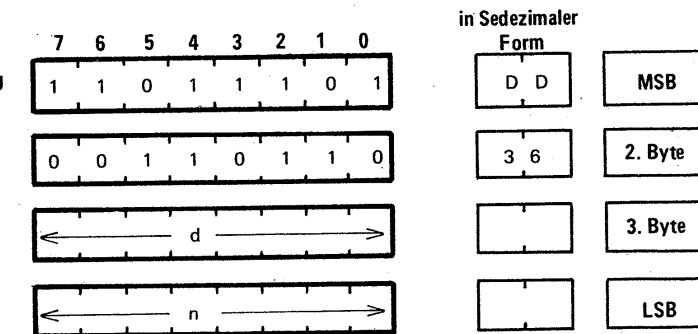 in Sedezimaler
7 6 5 4 3 2 1 0 Form
1 1 0 1 1 1 0 1 D D MSB
0 0 1 1 0 1 1 0 3 6 2. Byte
d 3. Byte
n LSB